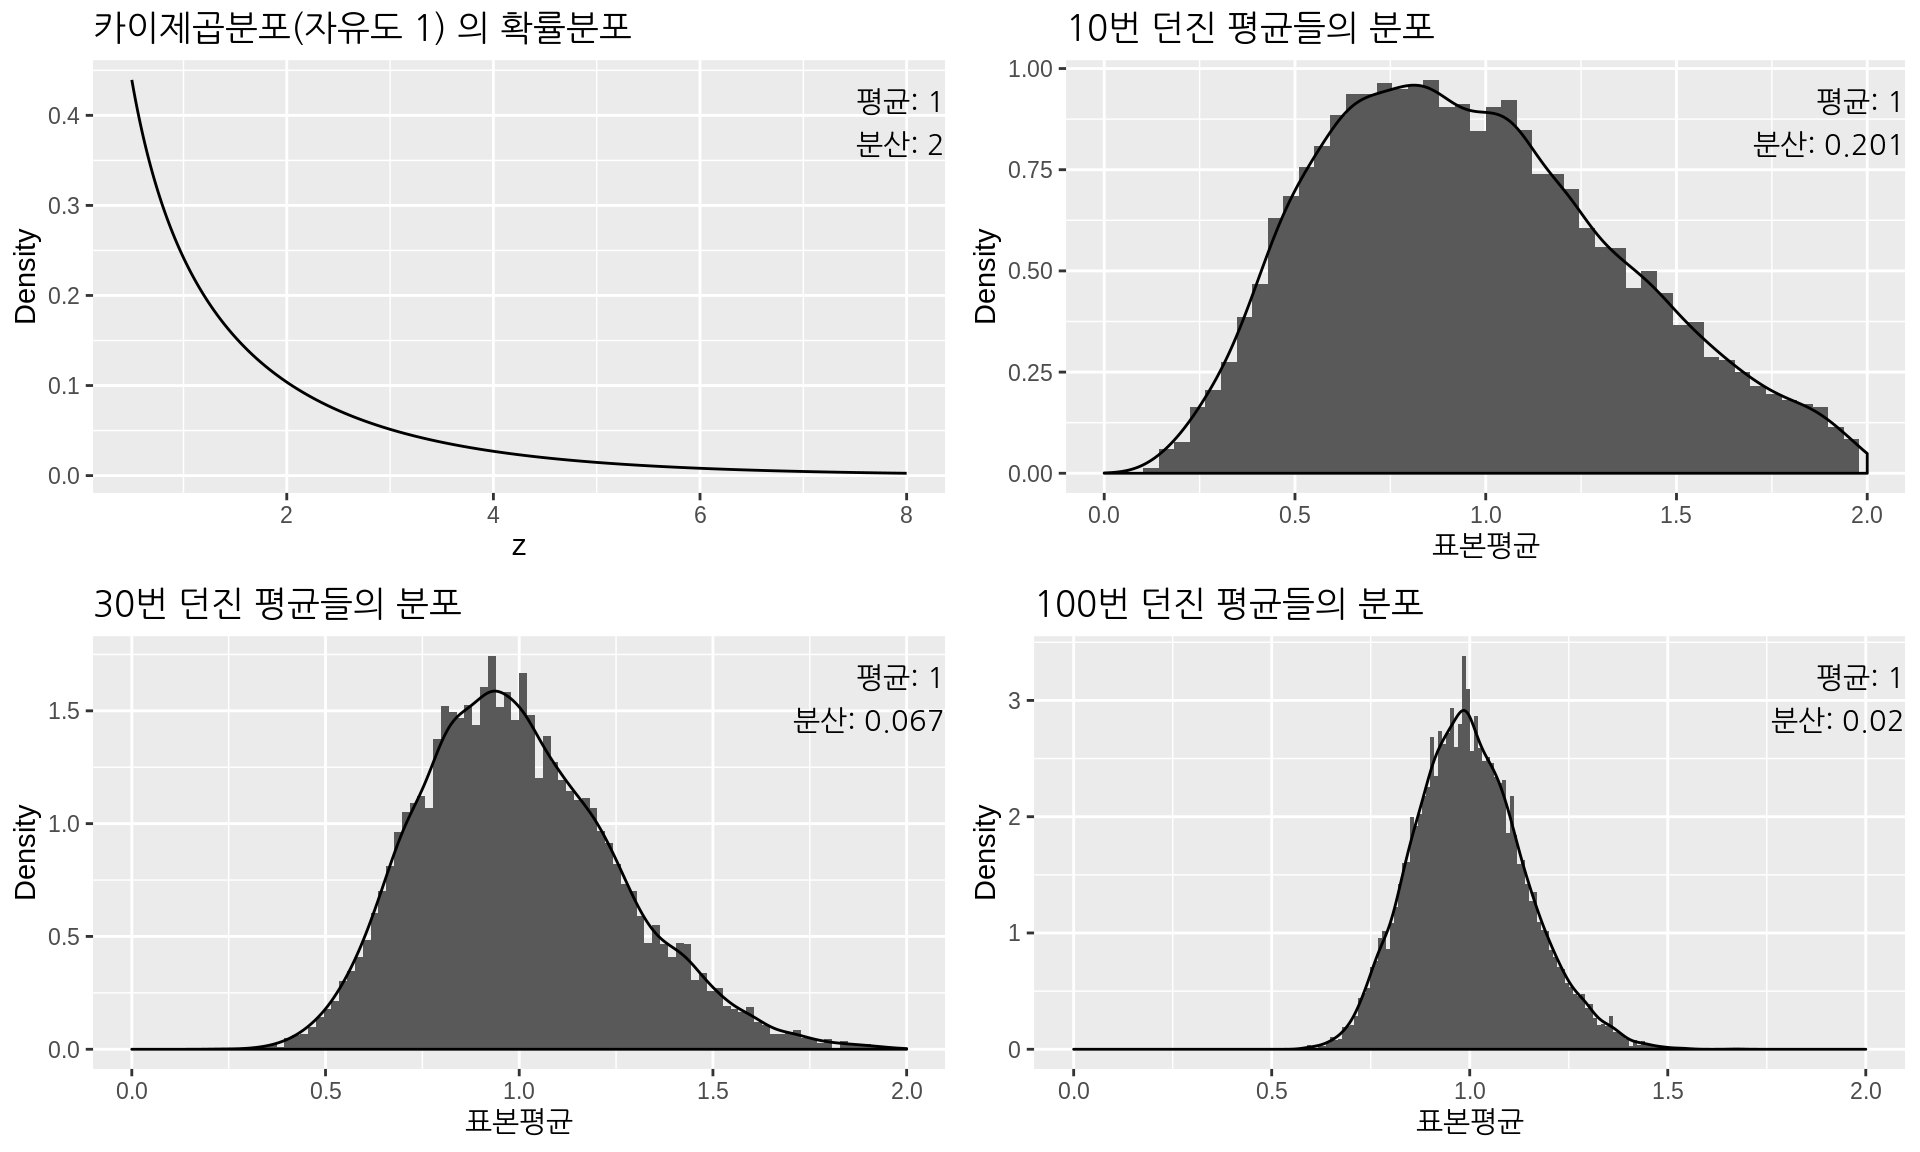 카이제곱분포(자유도 1) 의 확률분포
평균: 1
분산: 2
Density
0.4
0.3
0.2
0.1
0.0
2 4 6 8
z
10번 던진 평균들의 분포
평균: 1
분산: 0.201
Density
1.00
0.75
0.50
0.25
0.00
0.0 0.5 1.0 1.5 2.0
표본평균
30번 던진 평균들의 분포
평균: 1
분산: 0.067
Density
1.5
1.0
0.5
0.0
0.0 0.5 1.0 1.5 2.0
표본평균
100번 던진 평균들의 분포
평균: 1
분산: 0.02
Density
3
2
1
0
0.0 0.5 1.0 1.5 2.0
표본평균